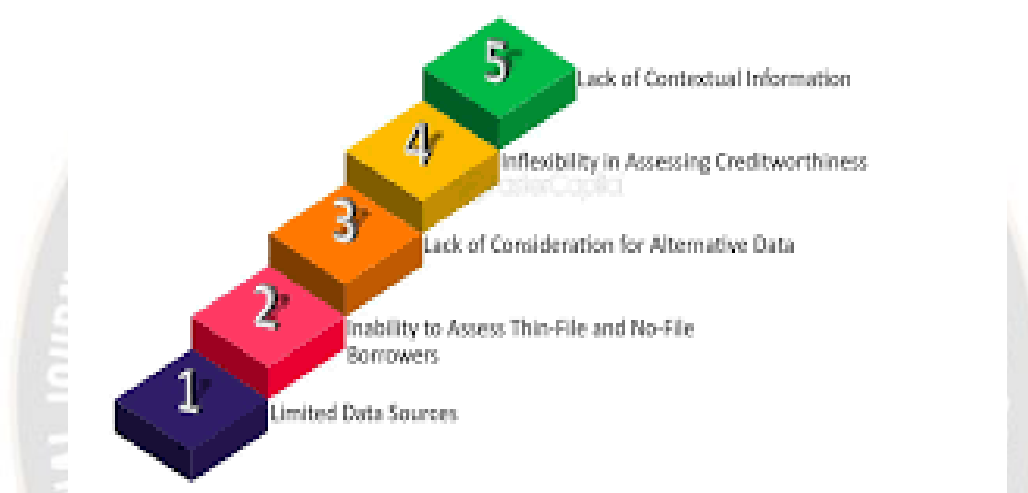 5
Lack of Contextual Information
4
Inflexibility in Assessing Creditworthiness
3
Lack of Consideration for Alternative Data
2
Inability to Assess Thin-File and No-File
Borrowers
1
Limited Data Sources